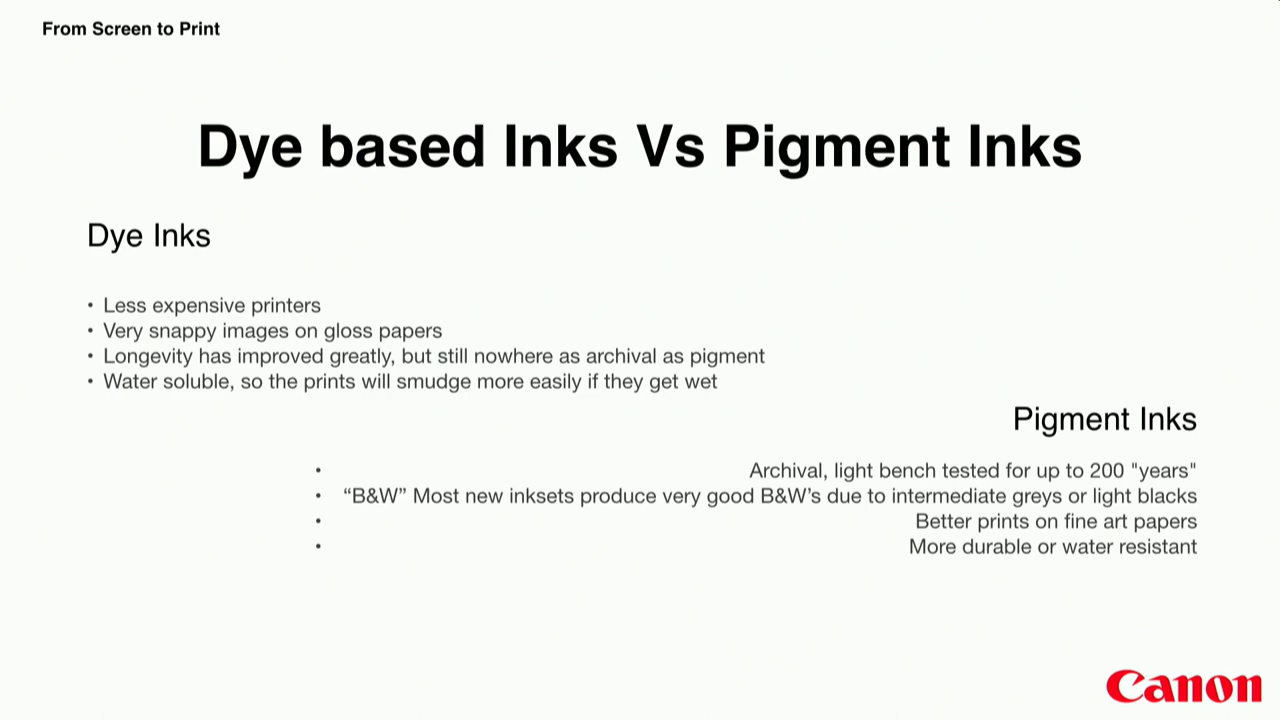 From Screen to Print
Dye based Inks Vs Pigment Inks
Dye Inks
• Less expensive printers
• Very snappy images on gloss papers
• Longevity has improved greatly, but still nowhere as archival as pigment
• Water soluble, so the prints will smudge more easily if they get wet
Pigment Inks
• Archival, light bench tested for up to 200 "years"
• “B&W” Most new inksets produce very good B&W’s due to intermediate greys or light blacks
• Better prints on fine art papers
• More durable or water resistant
Canon